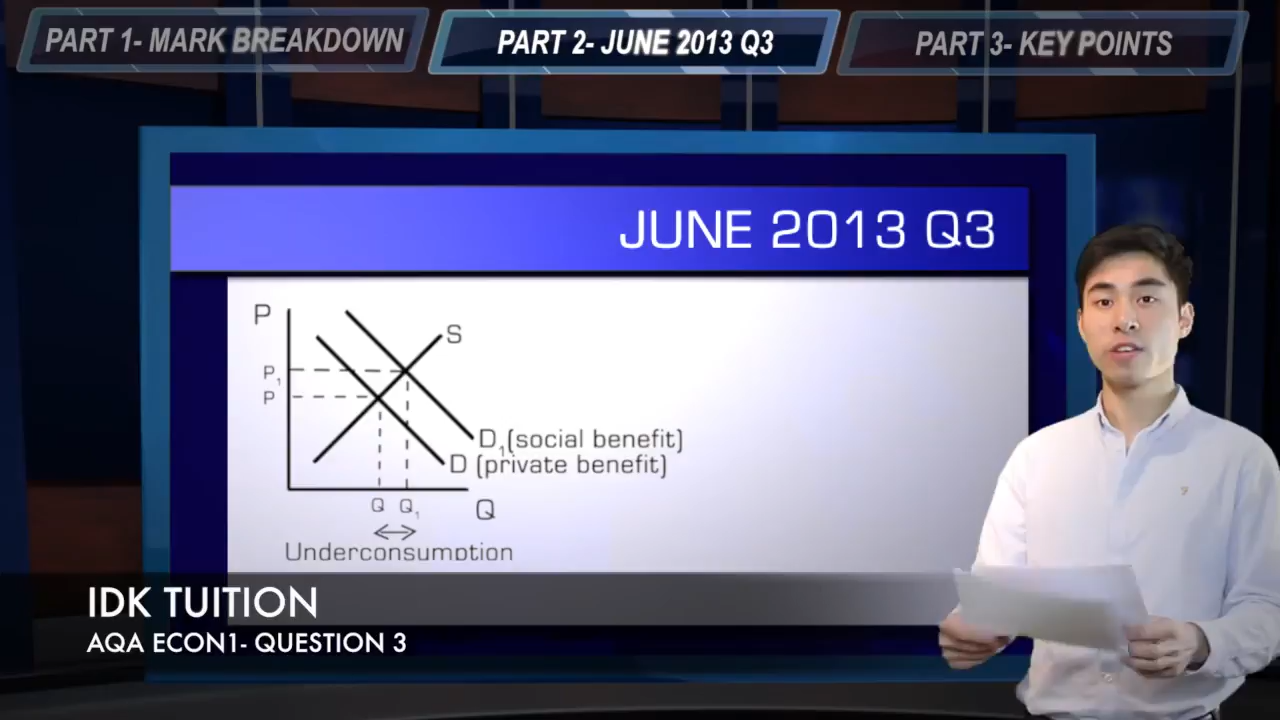 PART 1- MARK BREAKDOWN
PART 2- JUNE 2013 Q3
PART 3- KEY POINTS
JUNE 2013 Q3
P
S
P1
P
D1(social benefit)
D (private benefit)
Q Q1 Q
Underconsumption
IDK TUITION
AQA ECON1- QUESTION 3